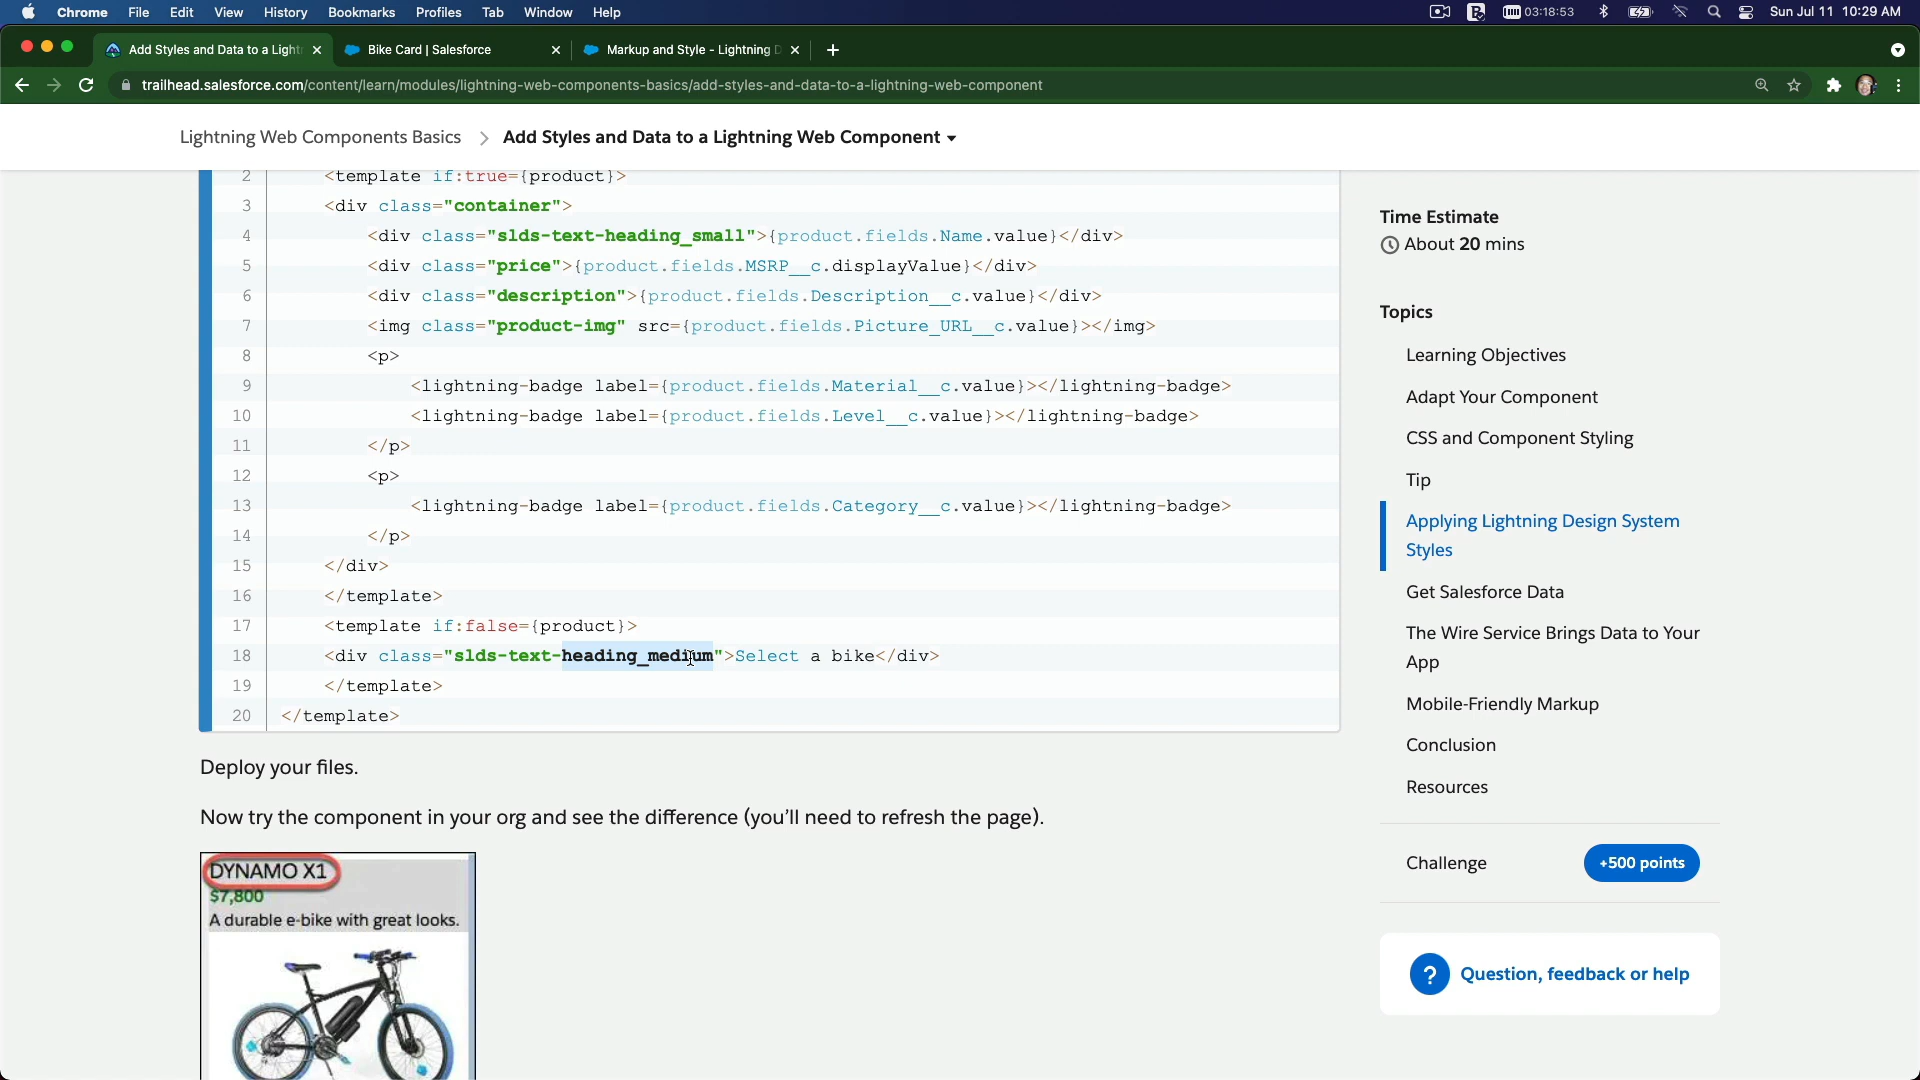 Chrome File Edit View History Bookmarks Profiles Tab Window Help 03:18:53 Sun Jul 11 10:29 AM
Add Styles and Data to a Light Bike Card | Salesforce Markup and Style - Lightning D
trailhead.salesforce.com/content/learn/modules/lightning-web-components-basics/add-styles-and-data-to-a-lightning-web-component
Lightning Web Components Basics > Add Styles and Data to a Lightning Web Component
2 <template if:true={product}>
3 <div class="container">
4 <div class="slds-text-heading_small">{product.fields.Name.value}</div>
5 <div class="price">{product.fields.MSRP__c.displayValue}</div>
6 <div class="description">{product.fields.Description__c.value}</div>
7 <img class="product-img" src={product.fields.Picture_URL__c.value}></img>
8 <p>
9 <lightning-badge label={product.fields.Material__c.value}></lightning-badge>
10 <lightning-badge label={product.fields.Level__c.value}></lightning-badge>
11 </p>
12 <p>
13 <lightning-badge label={product.fields.Category__c.value}></lightning-badge>
14 </p>
15 </div>
16 </template>
17 <template if:false={product}>
18 <div class="slds-text-heading_medium">Select a bike</div>
19 </template>
20 </template>
Deploy your files.
Now try the component in your org and see the difference (you’ll need to refresh the page).
DYNAMO X1
$7,800
A durable e-bike with great looks.
Time Estimate
About 20 mins
Topics
Learning Objectives
Adapt Your Component
CSS and Component Styling
Tip
Applying Lightning Design System
Styles
Get Salesforce Data
The Wire Service Brings Data to Your
App
Mobile-Friendly Markup
Conclusion
Resources
Challenge +500 points
? Question, feedback or help